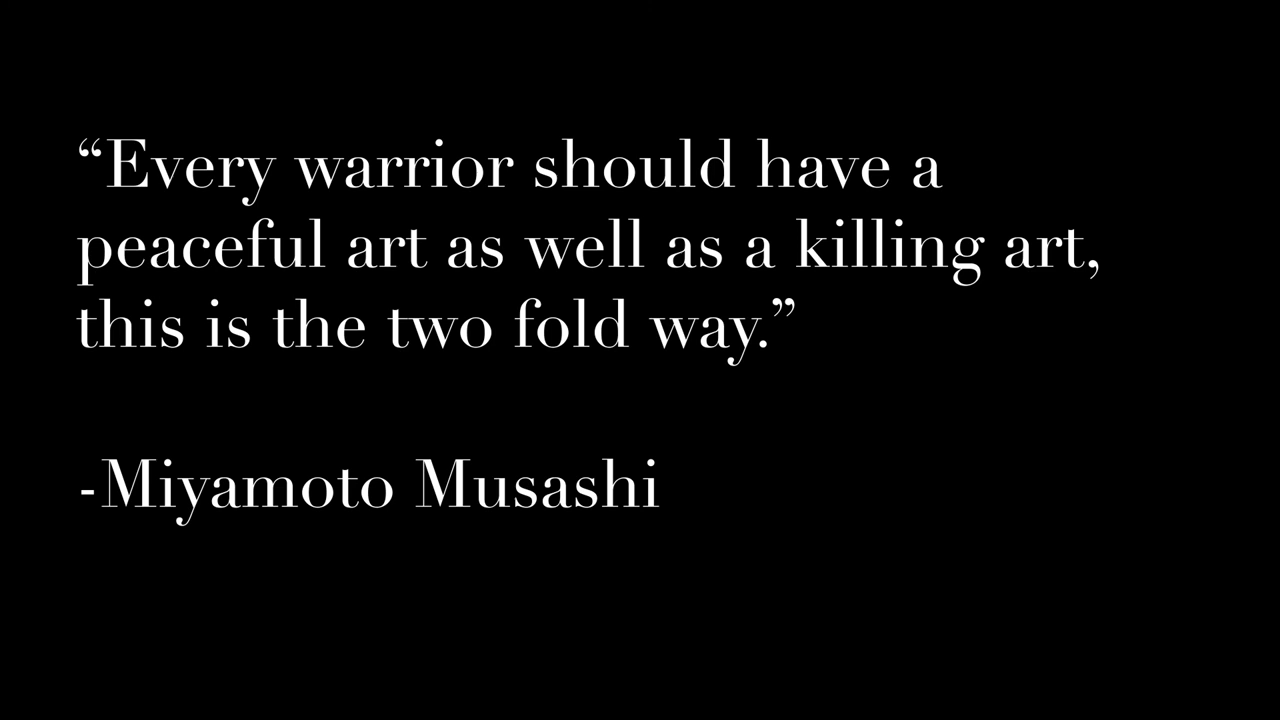 “Every warrior should have a
peaceful art as well as a killing art,
this is the two fold way.”
-Miyamoto Musashi